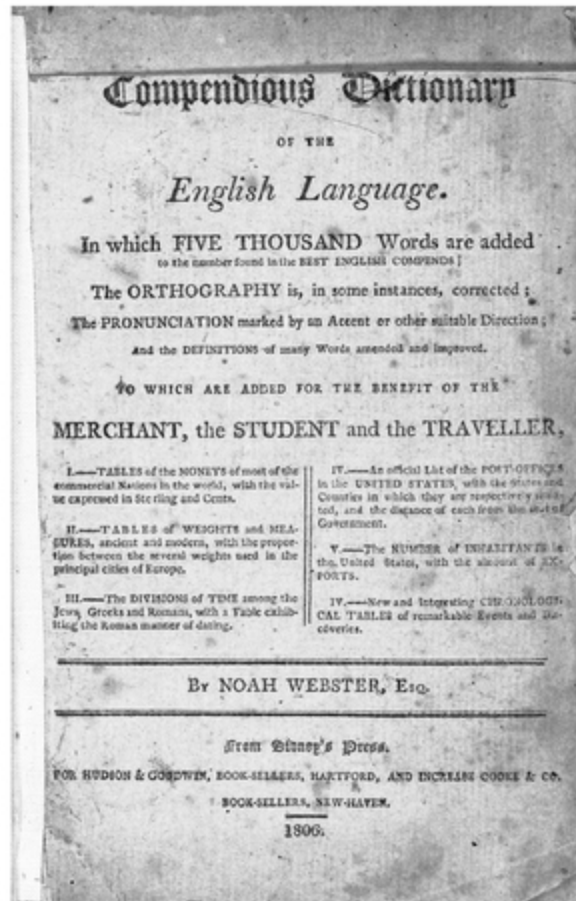 Compendious Dictionary
OF THE
English Language.
In which FIVE THOUSAND Words are added
to the number found in the BEST ENGLISH COMPENDS;
The ORTHOGRAPHY is, in some instances, corrected;
The PRONUNCIATION marked by an Accent or other suitable Direction;
And the DEFINITIONS of many Words amended and improved.
TO WHICH ARE ADDED FOR THE BENEFIT OF THE
MERCHANT, the STUDENT and the TRAVELLER,
I.——TABLES of the MONEYS of most of the
commercial Nations in the world, with the val-
ue expressed in Sterling and Cents.
II.——TABLES of WEIGHTS and MEA-
SURES, ancient and modern, with the propor-
tion between the several weights used in the
principal cities of Europe.
III.——The DIVISIONS of TIME among the
Jews, Greeks and Romans, with a Table exhib-
iting the Roman manner of dating.
IV.——An official List of the POST-OFFICES
in the UNITED STATES, with the States and
Counties in which they are respectively situa-
ted, and the distance of each from the seat of
Government.
V.——The NUMBER of INHABITANTS in
the United States, with the amount of EX-
PORTS.
IV.——New and interesting CHRONOLOGI-
CAL TABLES of remarkable Events and Dis-
coveries.
By NOAH WEBSTER, Esq.
From Sidney's Press.
FOR HUDSON & GOODWIN, BOOK-SELLERS, HARTFORD, AND INCREASE COOKE & CO.
BOOK-SELLERS, NEW-HAVEN.
1806.